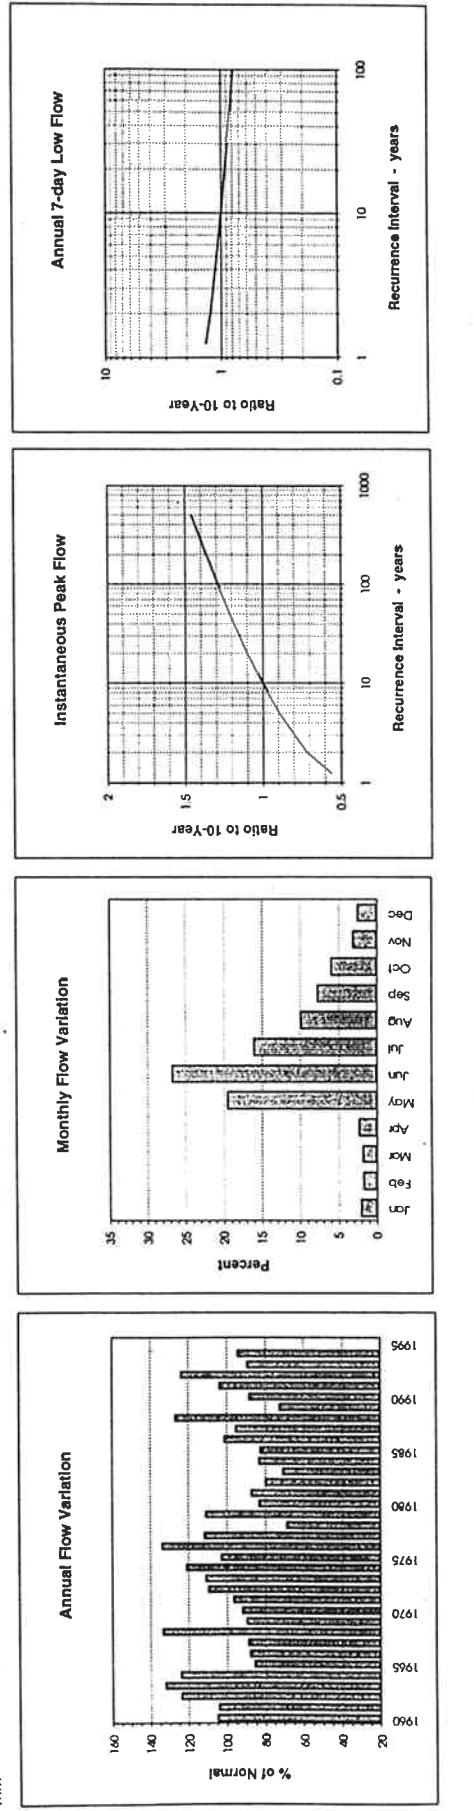 Annual Flow Variation
% of Normal
160
140
120
100
80
60
40
20
1960
1965
1970
1975
1980
1985
1990
1995
Monthly Flow Variation
Percent
35
30
25
20
15
10
5
0
Jan
Feb
Mar
Apr
May
Jun
Jul
Aug
Sep
Oct
Nov
Dec
Instantaneous Peak Flow
Ratio to 10-Year
2
1.5
1
0.5
1
10
100
1000
Recurrence Interval - years
Annual 7-day Low Flow
Ratio to 10-Year
10
1
0.1
1
10
100
Recurrence Interval - years